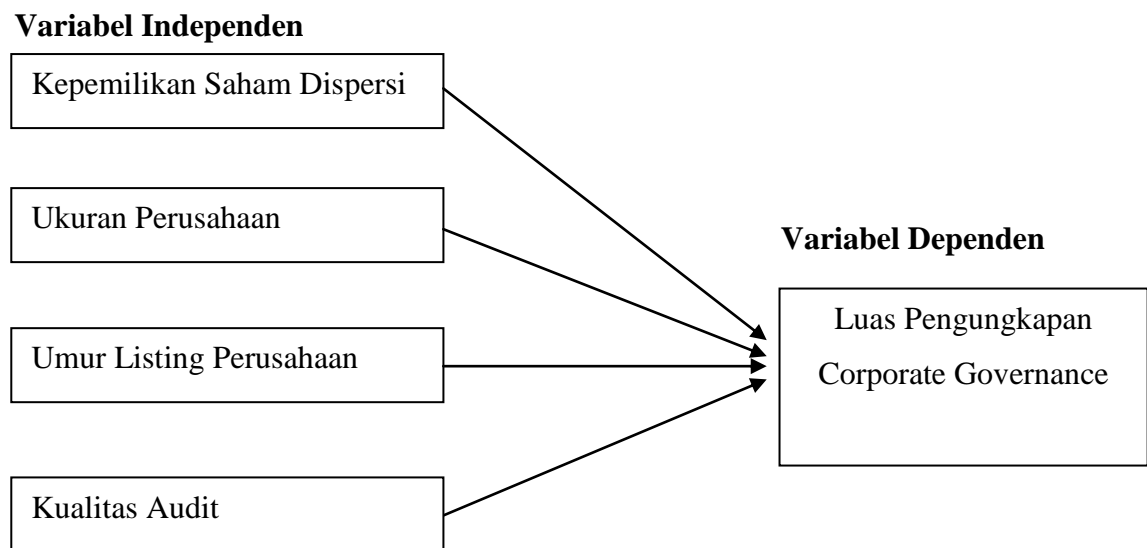 Variabel Independen
Kepemilikan Saham Dispersi
Ukuran Perusahaan
Umur Listing Perusahaan
Kualitas Audit
Variabel Dependen
Luas Pengungkapan
Corporate Governance